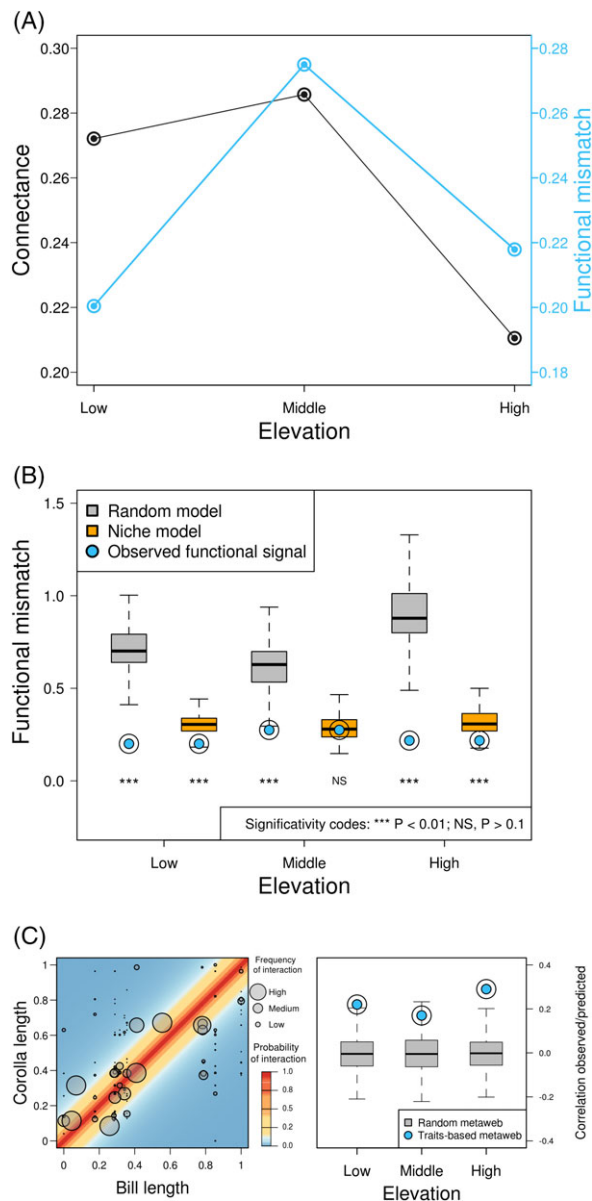 (A)
0.30
0.28
0.26
0.24
0.22
0.20
Connectance
0.28
0.26
0.24
0.22
0.20
0.18
Functional mismatch
Low
Middle
High
Elevation
(B)
1.5
1.0
0.5
0.0
Functional mismatch
Random model
Niche model
Observed functional signal
*** *** *** NS *** ***
Significativity codes: *** P < 0.01; NS, P > 0.1
Low
Middle
High
Elevation
(C)
1
0.8
0.6
0.4
0.2
0
Corolla length
0 0.2 0.4 0.6 0.8 1
Bill length
Frequency
of interaction
High
Medium
Low
Probability
of interaction
1.0
0.8
0.5
0.2
0.0
0.4
0.2
0.0
-0.2
-0.4
Correlation observed/predicted
Random metaweb
Traits-based metaweb
Low
Middle
High
Elevation